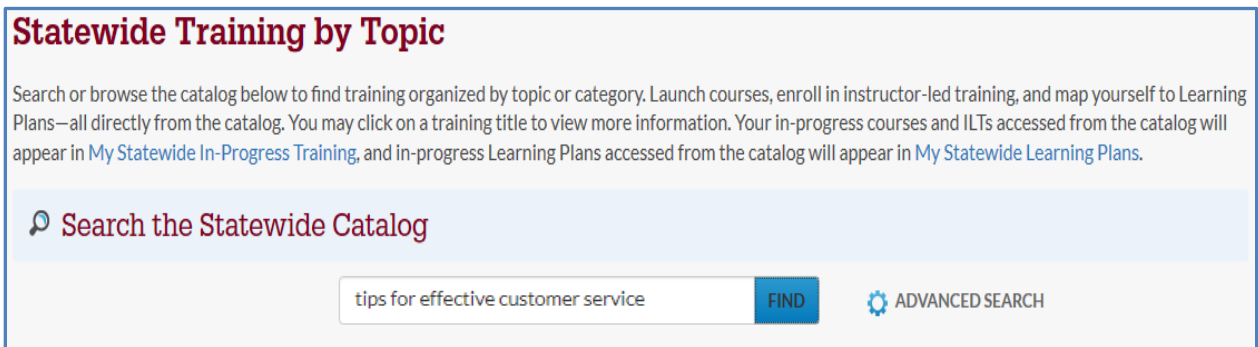 Statewide Training by Topic
Search or browse the catalog below to find training organized by topic or category. Launch courses, enroll in instructor-led training, and map yourself to Learning
Plans—all directly from the catalog. You may click on a training title to view more information. Your in-progress courses and ILTs accessed from the catalog will
appear in My Statewide In-Progress Training, and in-progress Learning Plans accessed from the catalog will appear in My Statewide Learning Plans.
Search the Statewide Catalog
tips for effective customer service FIND ADVANCED SEARCH